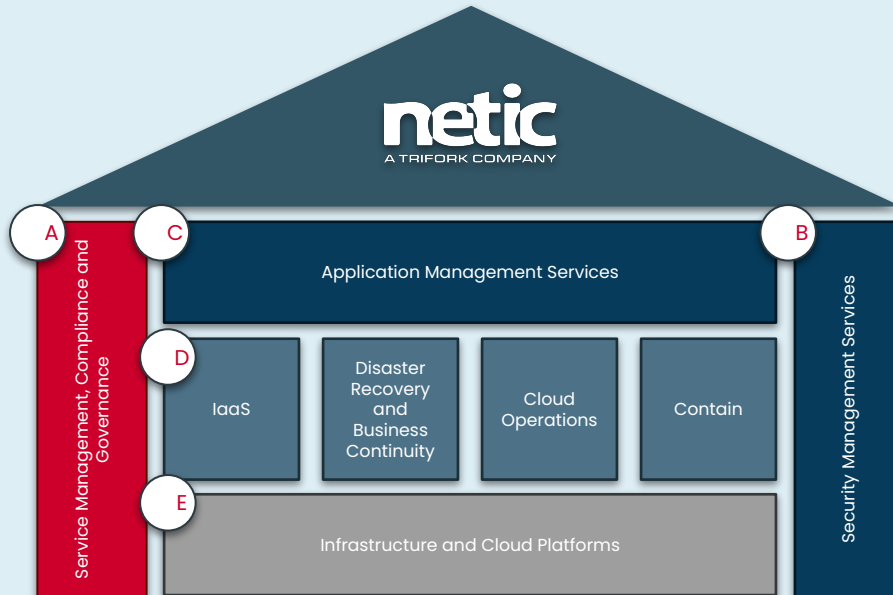 netic
A TRIFORK COMPANY
A
C
B
Application Management Services
Service Management, Compliance and
Governance
Security Management Services
D
IaaS
Disaster
Recovery
and
Business
Continuity
Cloud
Operations
Contain
E
Infrastructure and Cloud Platforms